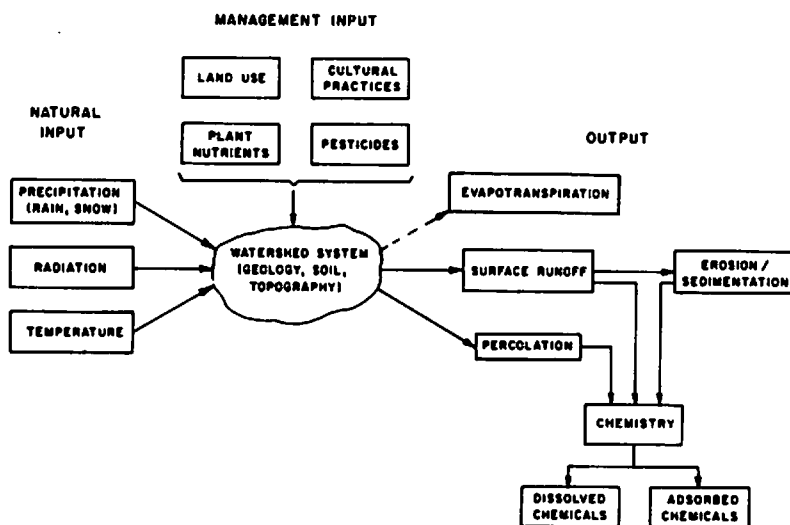 MANAGEMENT INPUT
LAND USE
CULTURAL
PRACTICES
NATURAL
INPUT
PLANT
NUTRIENTS
PESTICIDES
OUTPUT
PRECIPITATION
(RAIN, SNOW)
EVAPOTRANSPIRATION
RADIATION
WATERSHED SYSTEM
(GEOLOGY, SOIL,
TOPOGRAPHY)
SURFACE RUNOFF
EROSION /
SEDIMENTATION
TEMPERATURE
PERCOLATION
CHEMISTRY
DISSOLVED
CHEMICALS
ADSORBED
CHEMICALS